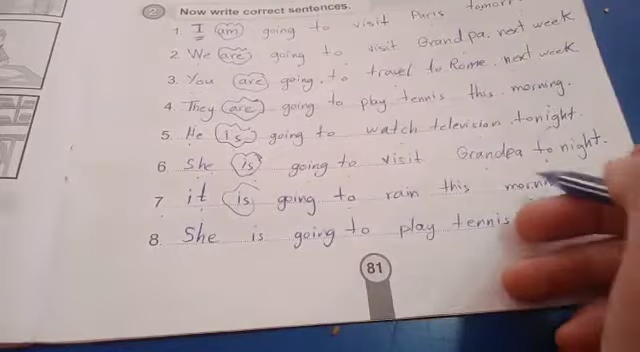 2 Now write correct sentences.
1. I am going to visit Paris
2. We are going to visit Grandpa. next week
3. You are going. to travel to Rome. next week
4. They are going to play tennis this morning.
5. He is going to watch television tonight.
6. She is going to visit Grandpa to night.
7. it is going to rain this
8. She is going to play tennis
81